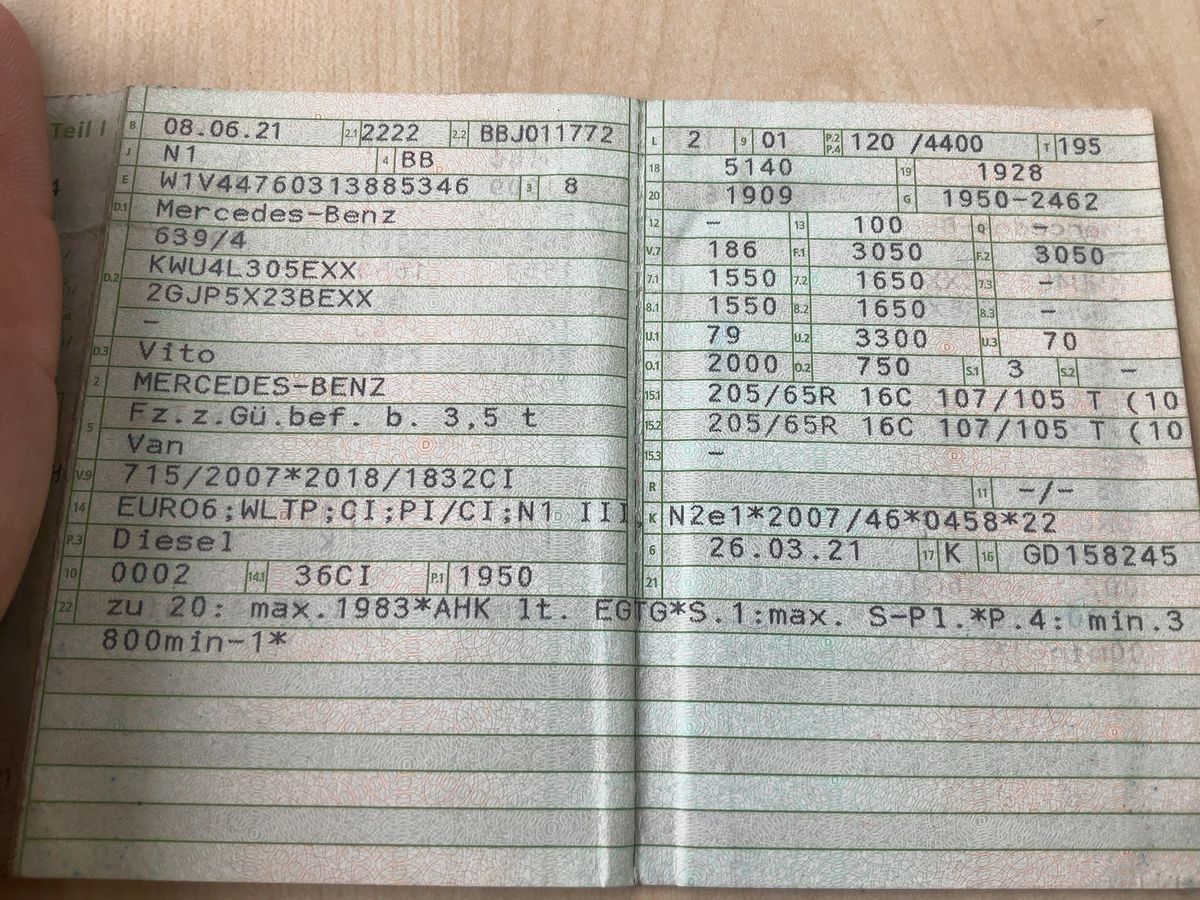 Teil I
B 08.06.21 2.1 2222 2.2 BBJ011772
J N1 4 BB
E W1V44760313885346 3 8
D.1 Mercedes-Benz
639/4
D.2 KWU4L305EXX
2GJP5X23BEXX
–
D.3 Vito
2 MERCEDES-BENZ
5 Fz.z.Gü.bef. b. 3,5 t
Van
V.9 715/2007*2018/1832CI
14 EURO6;WLTP;CI;PI/CI;N1 III,
P.3 Diesel
10 0002 14.1 36CI P.1 1950
L 2 9 01 P.2 P.4 120 /4400 T 195
18 5140 19 1928
20 1909 G 1950-2462
12 – 13 100 Q –
V.7 186 F.1 3050 F.2 3050
7.1 1550 7.2 1650 7.3 –
8.1 1550 8.2 1650 8.3 –
U.1 79 U.2 3300 U.3 70
O.1 2000 O.2 750 S.1 3 S.2 –
15.1 205/65R 16C 107/105 T (10
15.2 205/65R 16C 107/105 T (10
15.3 –
R 11 –/–
K N2e1*2007/46*0458*22
6 26.03.21 17 K 16 GD158245
21
22 zu 20: max.1983*AHK lt. EGTG*S.1:max. S-Pl.*P.4: min.3
800min-1*